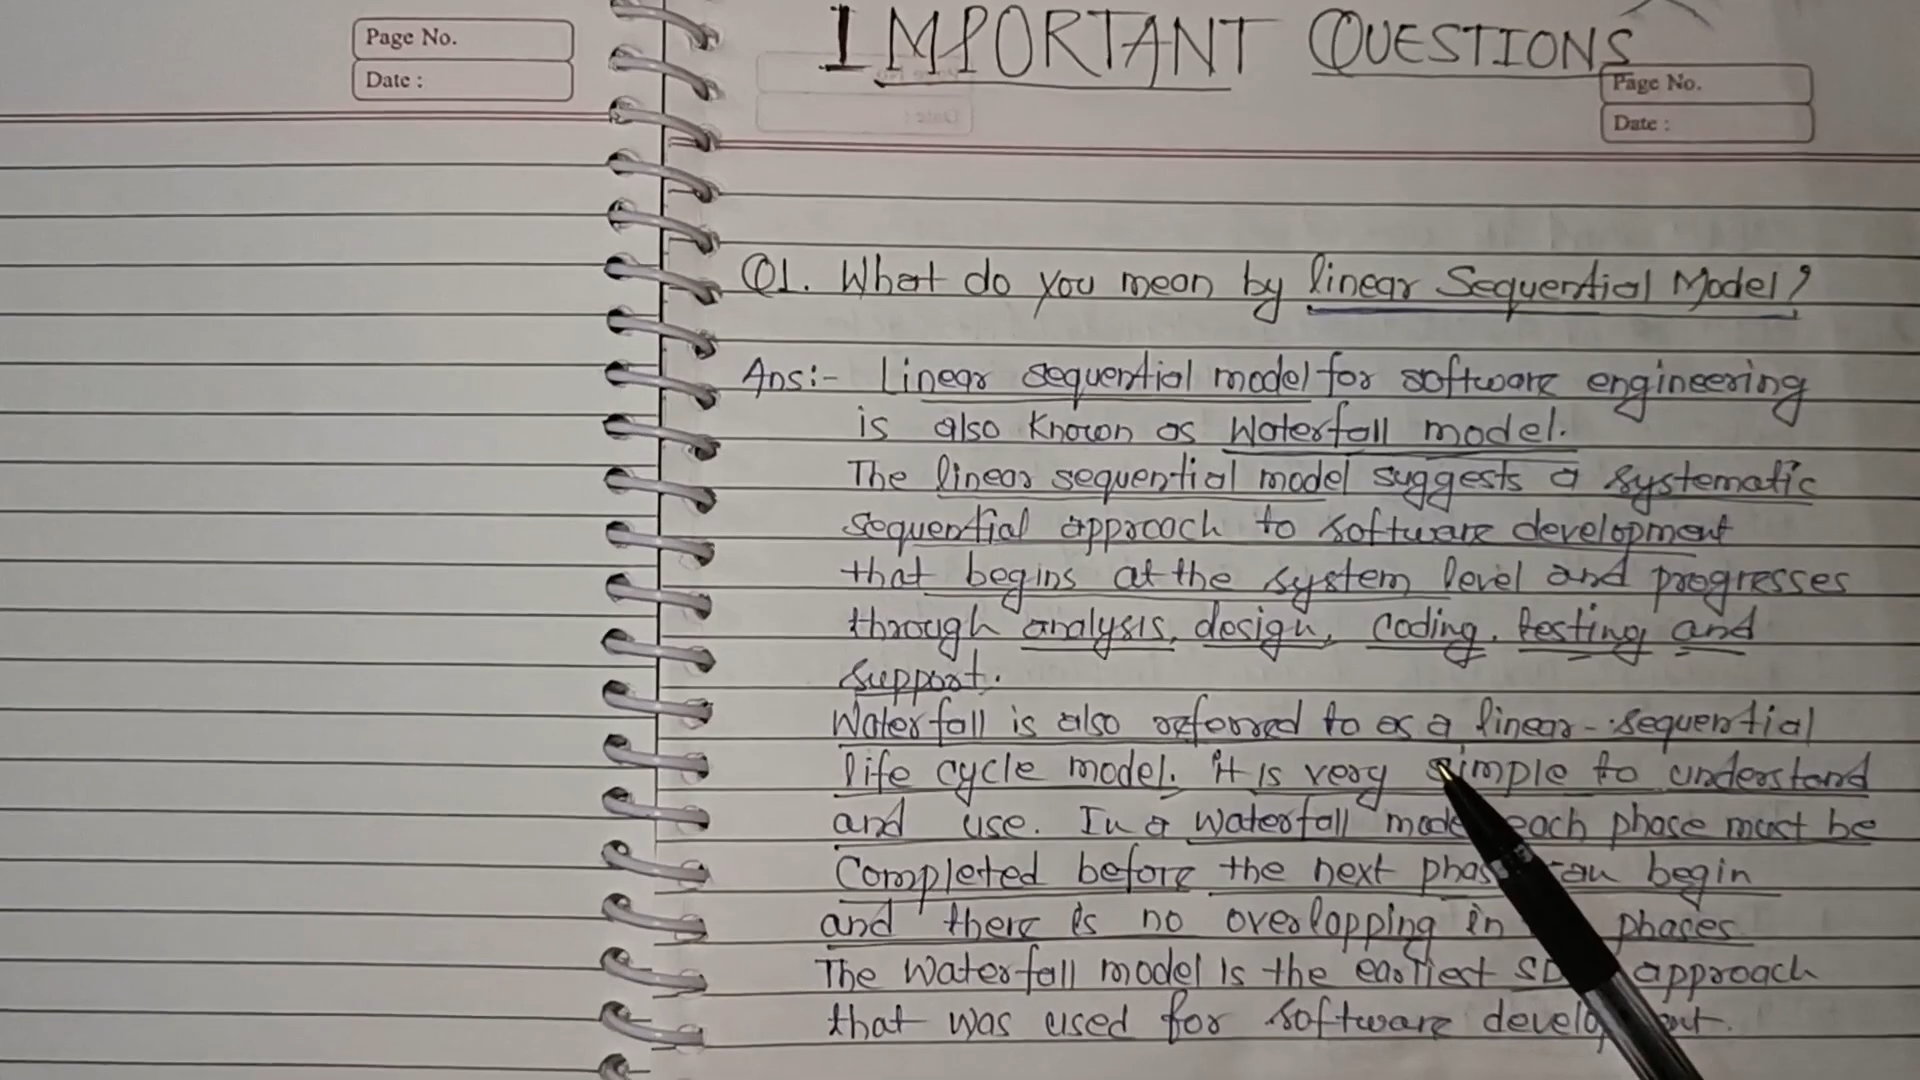 Page No.
Date :
IMPORTANT QUESTIONS
Page No.
Date :
Q1. What do you mean by linear Sequential Model?
Ans:- Linear sequential model for software engineering
is also known as Waterfall model.
The linear sequential model suggests a systematic
sequential approach to software development
that begins at the system level and progresses
through analysis, design, coding, testing and
support.
Waterfall is also referred to as a linear-sequential
life cycle model. It is very simple to understand
and use. In a waterfall model each phase must be
Completed before the next phase can begin
and there is no overlapping in phases
The Waterfall model is the earliest approach
that was used for software development.